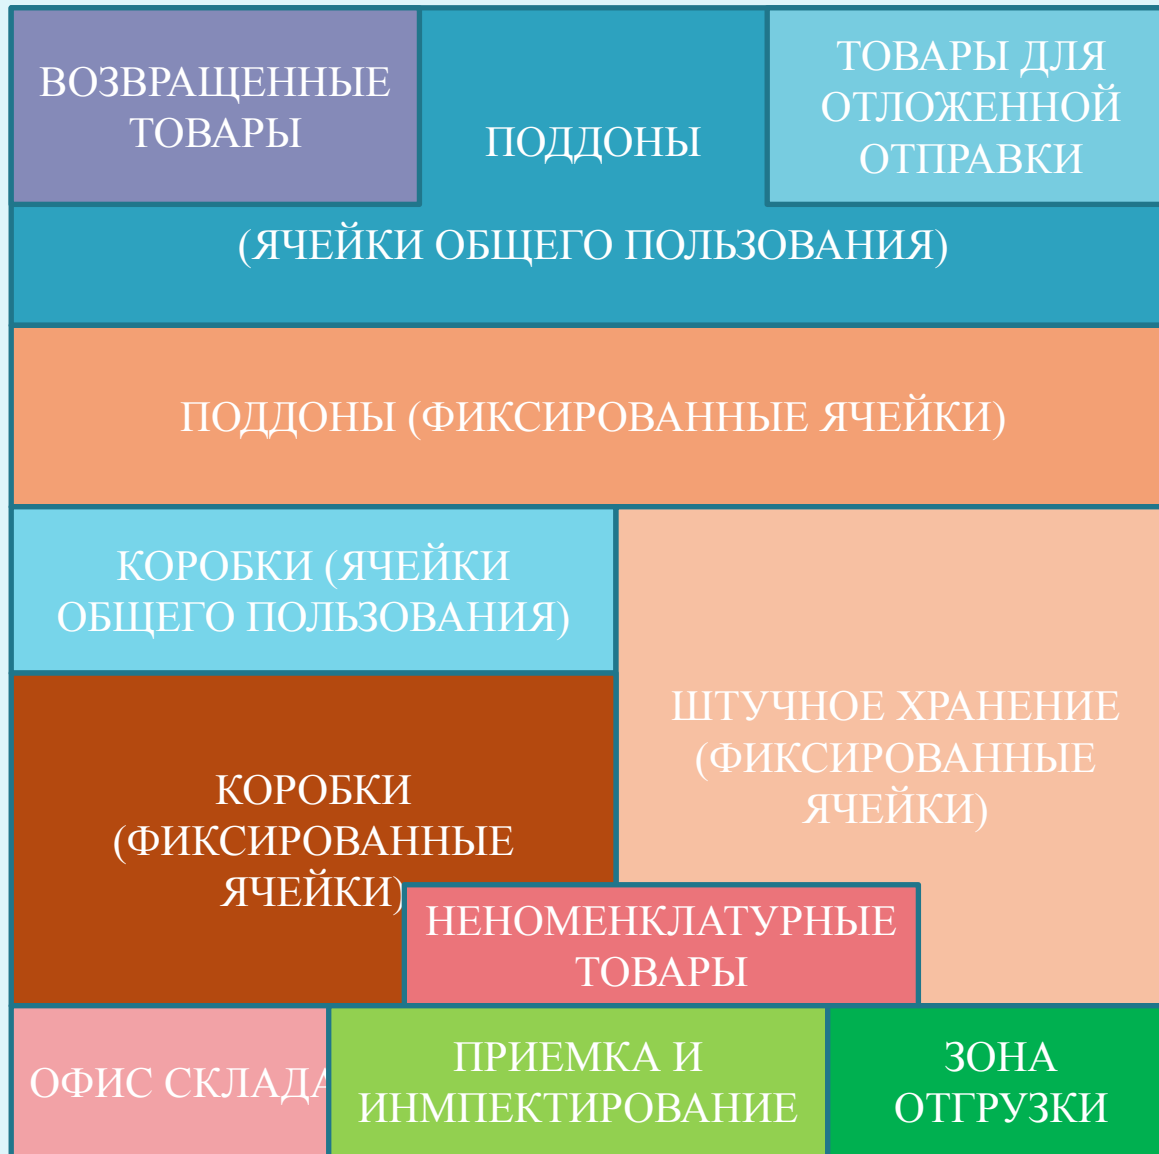 ВОЗВРАЩЕННЫЕ
ТОВАРЫ
ПОДДОНЫ
(ЯЧЕЙКИ ОБЩЕГО ПОЛЬЗОВАНИЯ)
ТОВАРЫ ДЛЯ
ОТЛОЖЕННОЙ
ОТПРАВКИ
ПОДДОНЫ (ФИКСИРОВАННЫЕ ЯЧЕЙКИ)
КОРОБКИ (ЯЧЕЙКИ
ОБЩЕГО ПОЛЬЗОВАНИЯ)
ШТУЧНОЕ ХРАНЕНИЕ
(ФИКСИРОВАННЫЕ
ЯЧЕЙКИ)
КОРОБКИ
(ФИКСИРОВАННЫЕ
ЯЧЕЙКИ)
НЕНОМЕНКЛАТУРНЫЕ
ТОВАРЫ
ОФИС СКЛАДА
ПРИЕМКА И
ИНМПЕКТИРОВАНИЕ
ЗОНА
ОТГРУЗКИ